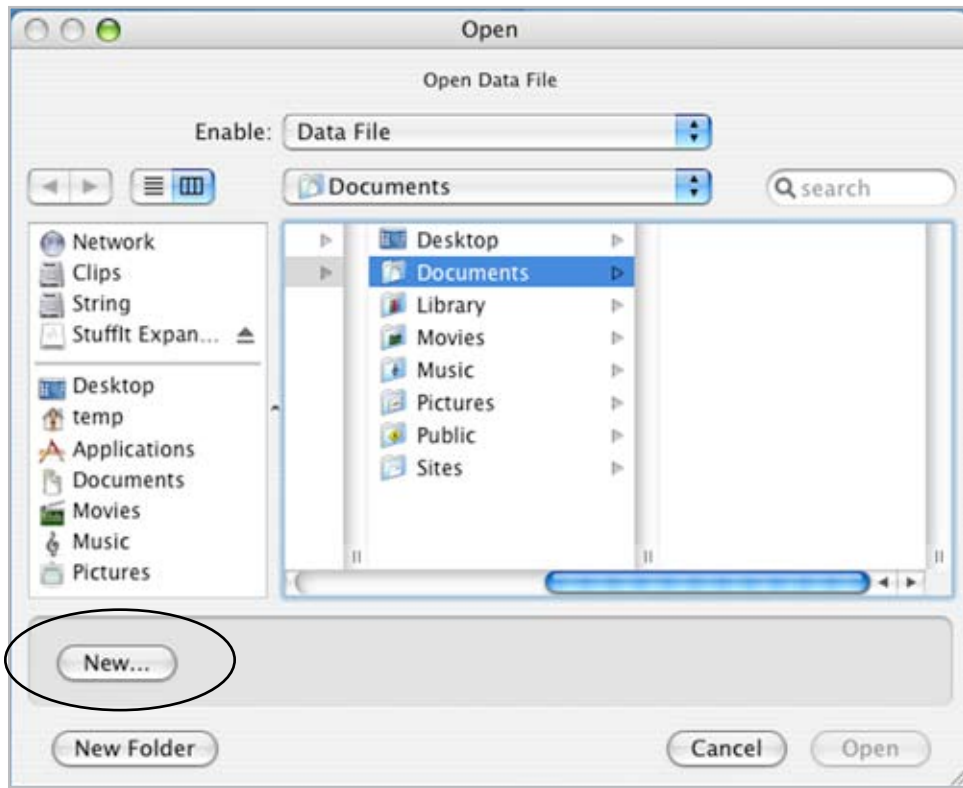 Open
Open Data File
Enable: Data File
Documents
search
Network
Clips
String
StuffIt Expan...
Desktop
temp
Applications
Documents
Movies
Music
Pictures
Desktop
Documents
Library
Movies
Music
Pictures
Public
Sites
New...
New Folder
Cancel
Open